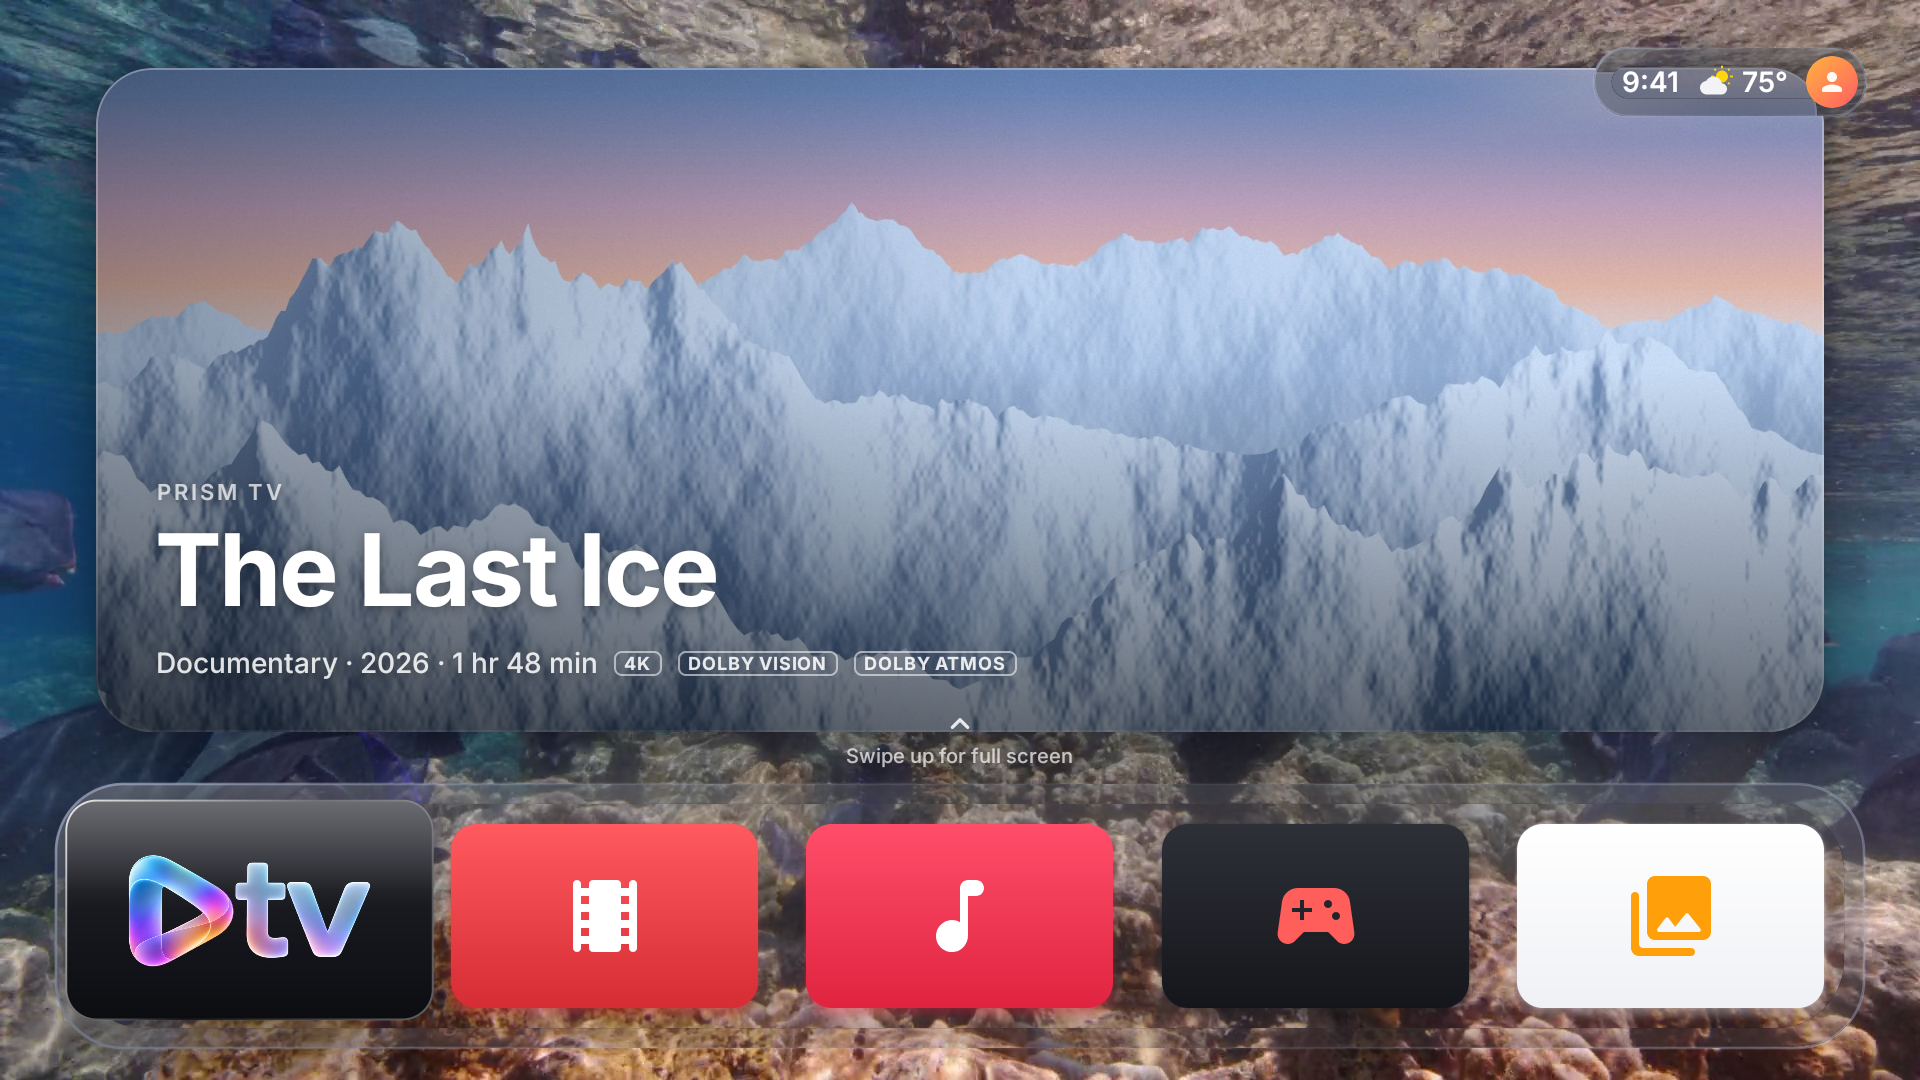 9:41 75°
PRISM TV
The Last Ice
Documentary · 2026 · 1 hr 48 min 4K DOLBY VISION DOLBY ATMOS
Swipe up for full screen
tv